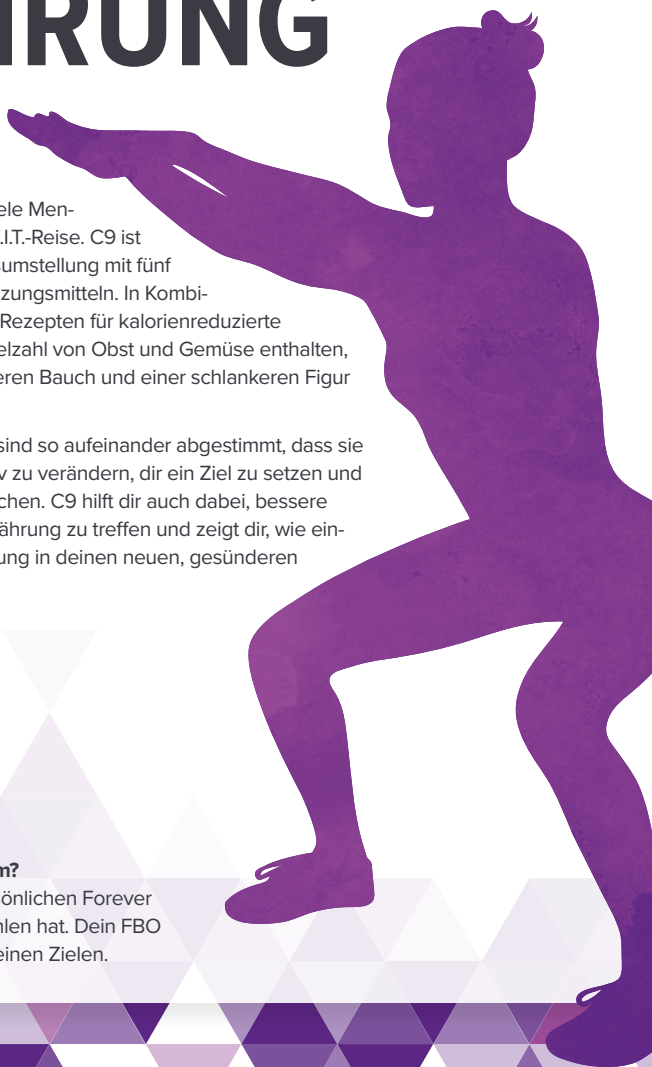 IRUNG
ele Men-
.I.T.-Reise. C9 ist
umstellung mit fünf
zungsmitteln. In Kombi-
Rezepten für kalorienreduzierte
elzahl von Obst und Gemüse enthalten,
eren Bauch und einer schlankeren Figur
sind so aufeinander abgestimmt, dass sie
v zu verändern, dir ein Ziel zu setzen und
chen. C9 hilft dir auch dabei, bessere
ährung zu treffen und zeigt dir, wie ein-
ung in deinen neuen, gesünderen
m?
önlichen Forever
hlen hat. Dein FBO
einen Zielen.